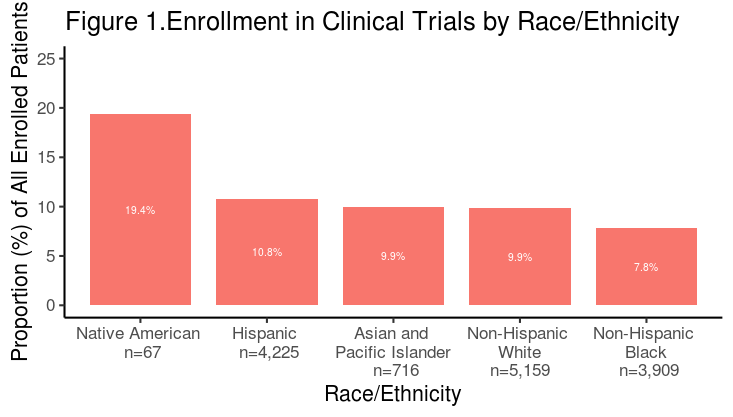 Figure 1.Enrollment in Clinical Trials by Race/Ethnicity
Proportion (%) of All Enrolled Patients
25
20
15
10
5
0
19.4%
10.8%
9.9%
9.9%
7.8%
Native American
n=67
Hispanic
n=4,225
Asian and
Pacific Islander
n=716
Non-Hispanic
White
n=5,159
Non-Hispanic
Black
n=3,909
Race/Ethnicity